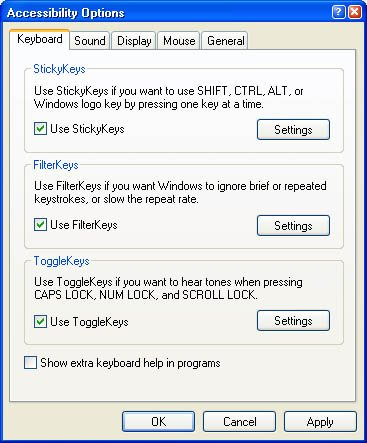 Accessibility Options
Keyboard Sound Display Mouse General
StickyKeys
Use StickyKeys if you want to use SHIFT, CTRL, ALT, or
Windows logo key by pressing one key at a time.
Use StickyKeys Settings
FilterKeys
Use FilterKeys if you want Windows to ignore brief or repeated
keystrokes, or slow the repeat rate.
Use FilterKeys Settings
ToggleKeys
Use ToggleKeys if you want to hear tones when pressing
CAPS LOCK, NUM LOCK, and SCROLL LOCK.
Use ToggleKeys Settings
Show extra keyboard help in programs
OK Cancel Apply